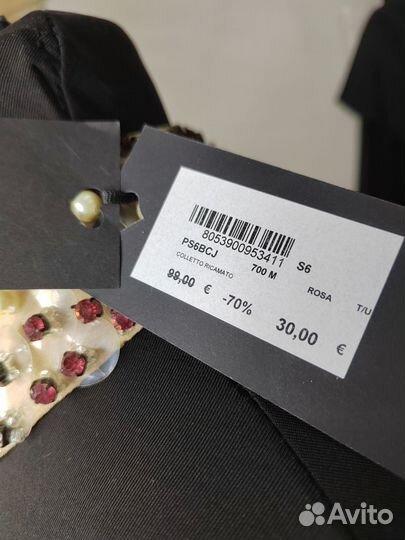 8053900953411 S6
PS6BCJ 700 M
COLLETTO RICAMATO ROSA T/U
99,00 € -70% 30,00 €
Avito